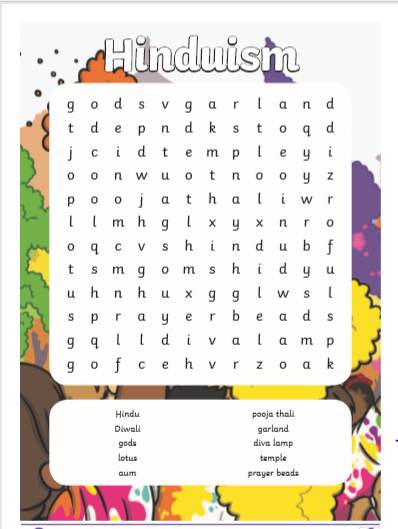 Hinduism
g o d s v g a r l a n d
t d e p n d k s t o q d
j c i d t e m p l e y i
o o n w u o t n o o y z
p o o j a t h a l i w r
l l m h g l x y x n r o
o q c v s h i n d u b f
t s m g o m s h i d y u
u h n h u x g g l w s l
s p r a y e r b e a d s
g q l l d i v a l a m p
g o f c e h v r z o a k
Hindu pooja thali
Diwali garland
gods diva lamp
lotus temple
aum prayer beads